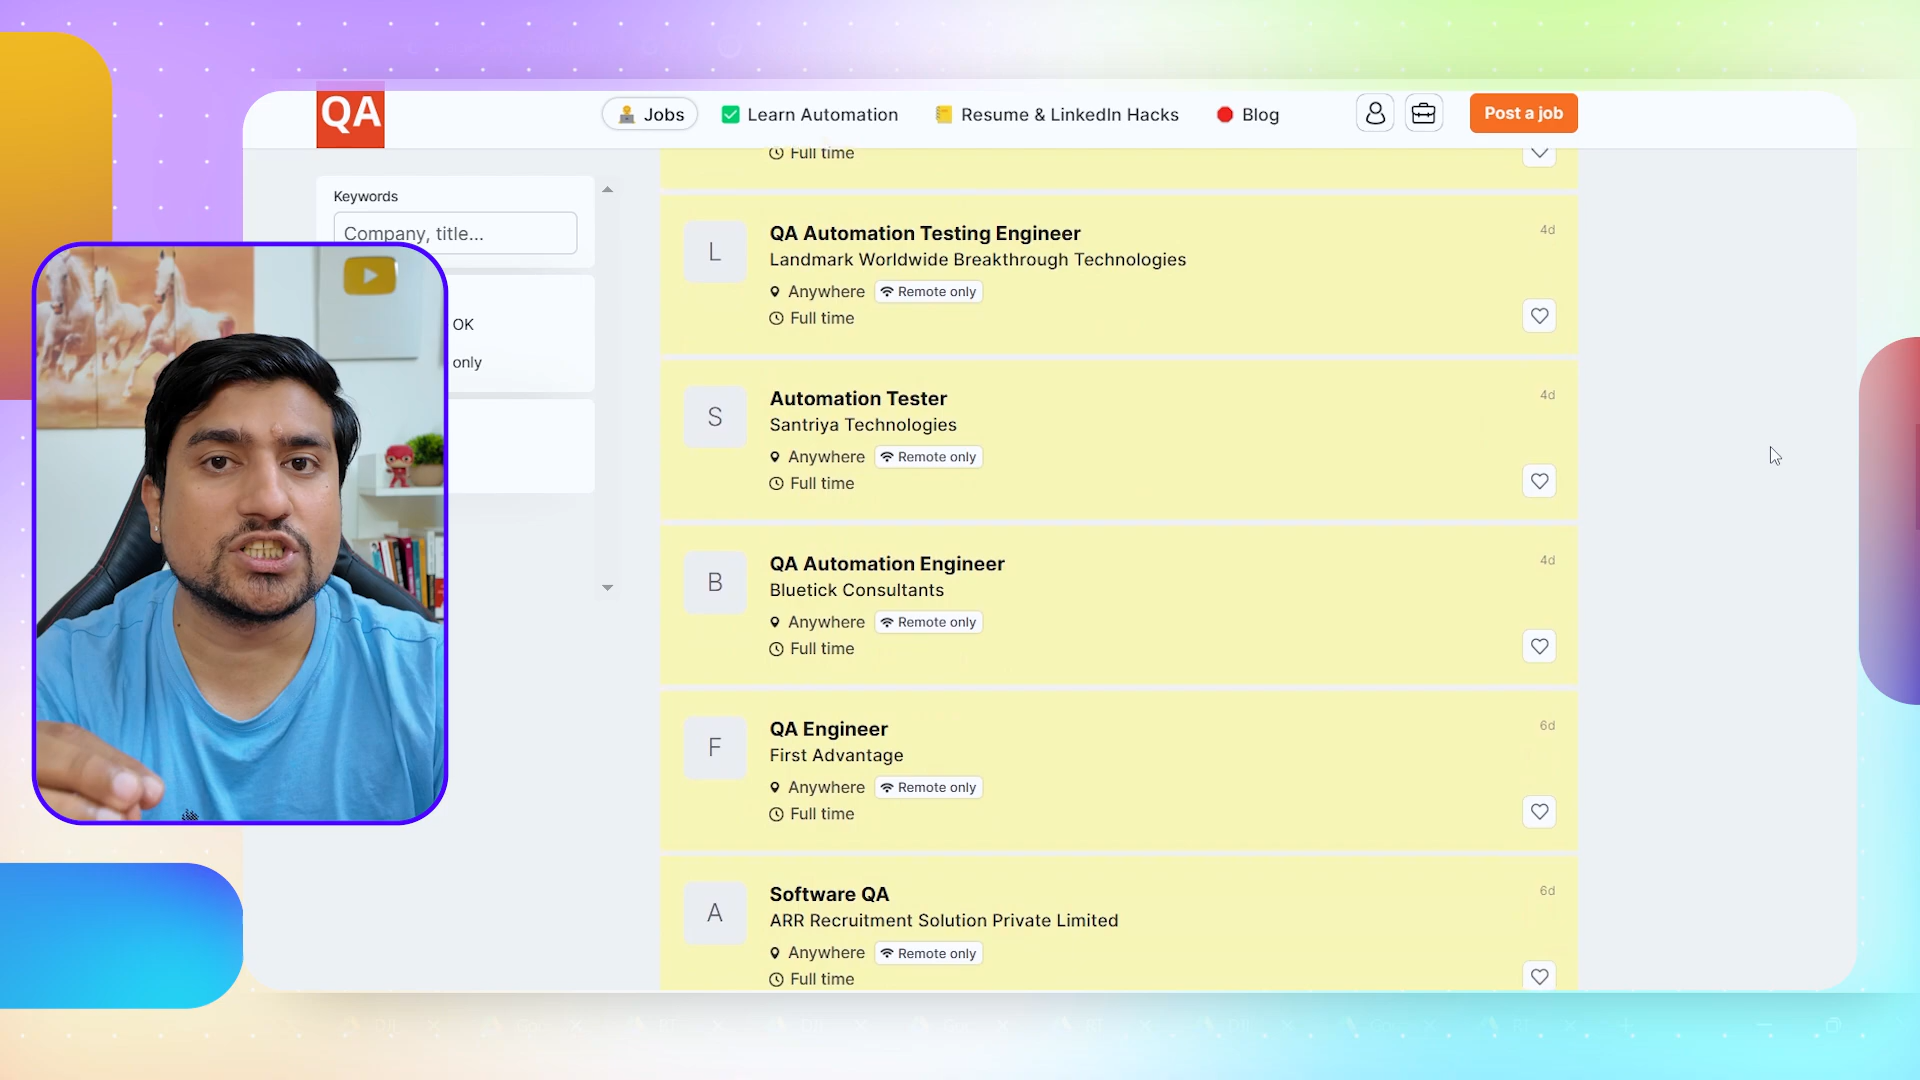 QA
Jobs
Learn Automation
Resume & LinkedIn Hacks
Blog
Post a job
Keywords
Company, title...
OK
only
Full time
L
QA Automation Testing Engineer
4d
Landmark Worldwide Breakthrough Technologies
Anywhere
Remote only
Full time
S
Automation Tester
4d
Santriya Technologies
Anywhere
Remote only
Full time
B
QA Automation Engineer
4d
Bluetick Consultants
Anywhere
Remote only
Full time
F
QA Engineer
6d
First Advantage
Anywhere
Remote only
Full time
A
Software QA
6d
ARR Recruitment Solution Private Limited
Anywhere
Remote only
Full time